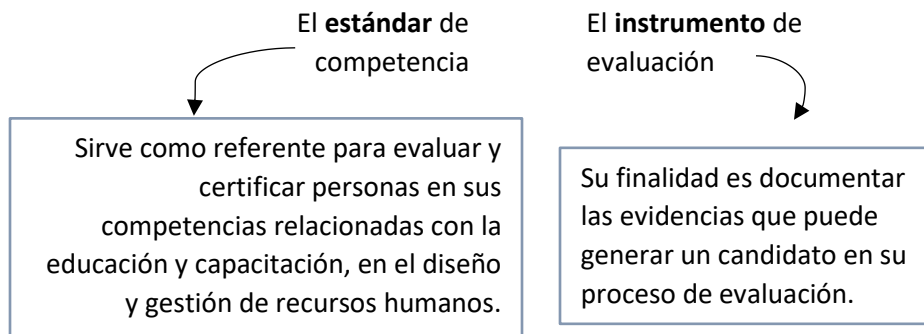 El estándar de
competencia
Sirve como referente para evaluar y
certificar personas en sus
competencias relacionadas con la
educación y capacitación, en el diseño
y gestión de recursos humanos.
El instrumento de
evaluación
Su finalidad es documentar
las evidencias que puede
generar un candidato en su
proceso de evaluación.